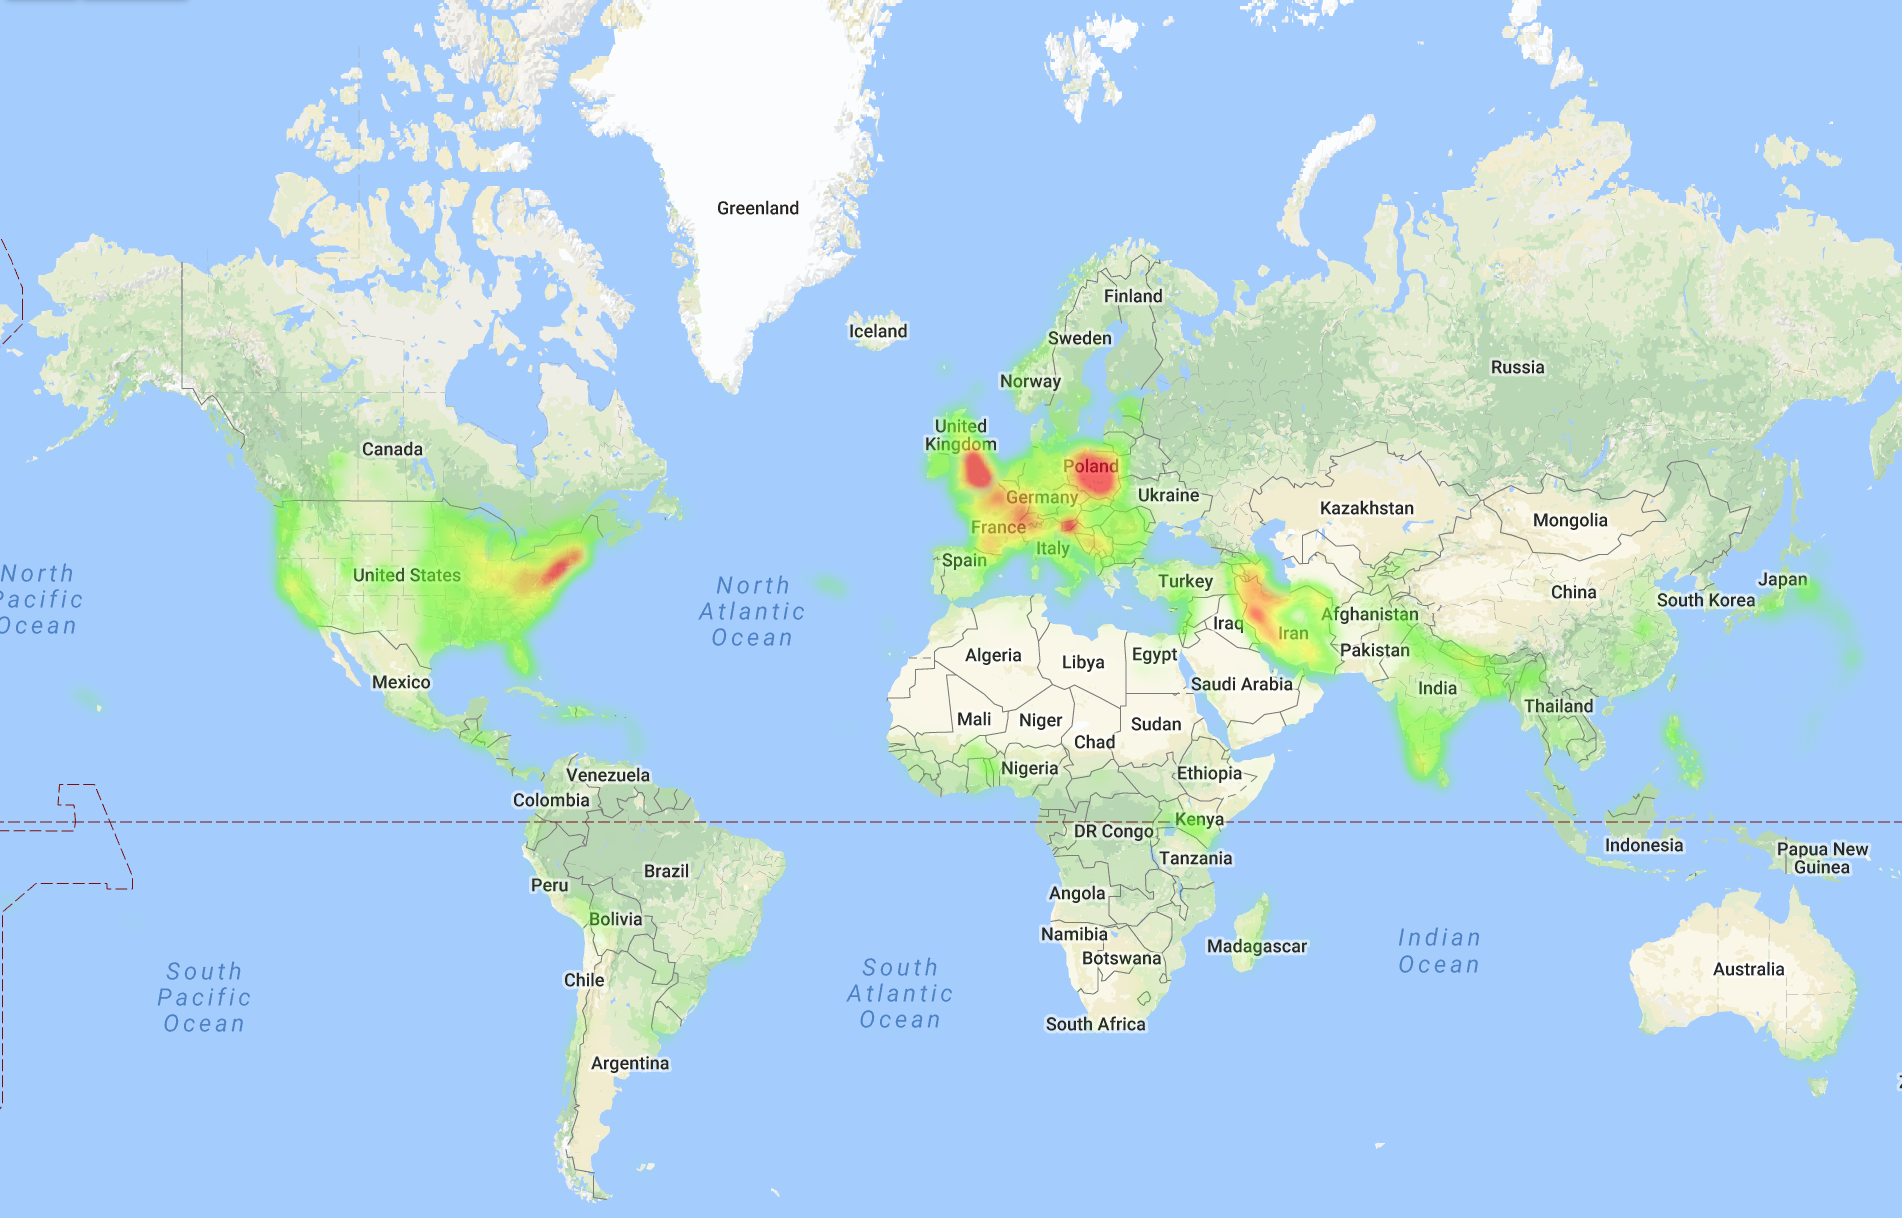 Greenland
Iceland
Finland
Sweden
Norway
Russia
United
Kingdom
Canada
Poland
Germany
Ukraine
Kazakhstan
Mongolia
France
Italy
Spain
North
Pacific
Ocean
United States
North
Atlantic
Ocean
Turkey
Japan
China
South Korea
Afghanistan
Iraq
Iran
Pakistan
Algeria
Libya
Egypt
Saudi Arabia
Mexico
India
Thailand
Mali
Niger
Sudan
Chad
Nigeria
Ethiopia
Venezuela
Colombia
Kenya
DR Congo
Indonesia
Papua New
Guinea
Tanzania
Brazil
Peru
Angola
Bolivia
Namibia
Madagascar
Botswana
Indian
Ocean
Australia
South
Pacific
Ocean
Chile
South
Atlantic
Ocean
South Africa
Argentina